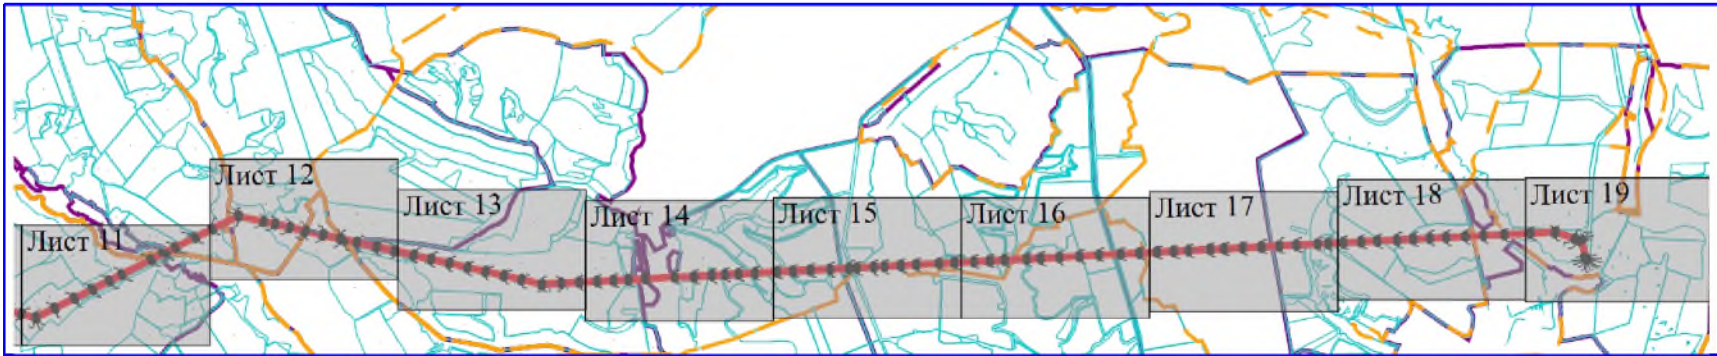 Лист 11
Лист 12
Лист 13
Лист 14
Лист 15
Лист 16
Лист 17
Лист 18
Лист 19